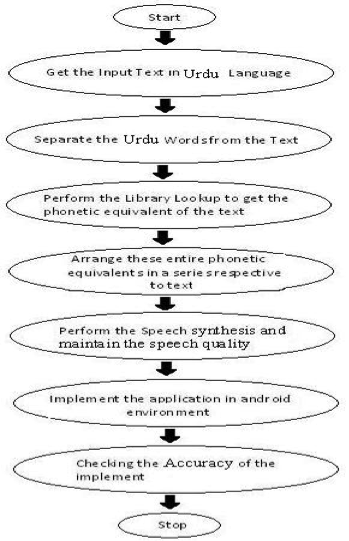 Start
Get the Input Text in Urdu Language
Separate the Urdu Wordsfrom the Text
Perform the Library Lookup to get the
phonetic equivalent of the text
Arrange these entire phonetic
equivalents in a series respective
to text
Perform the Speech synthesis and
maintain the speech quality
Implement the application in android
environment
Checking the Accuracy of the
implement
Stop